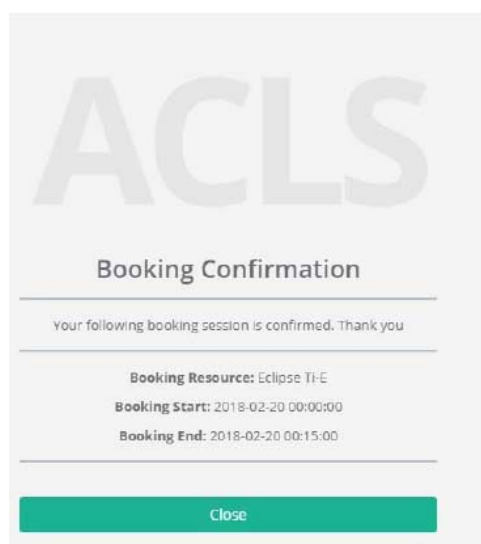 ACLS
Booking Confirmation
Your following booking session is confirmed. Thank you
Booking Resource: Eclipse Ti-E
Booking Start: 2018-02-20 00:00:00
Booking End: 2018-02-20 00:15:00
Close